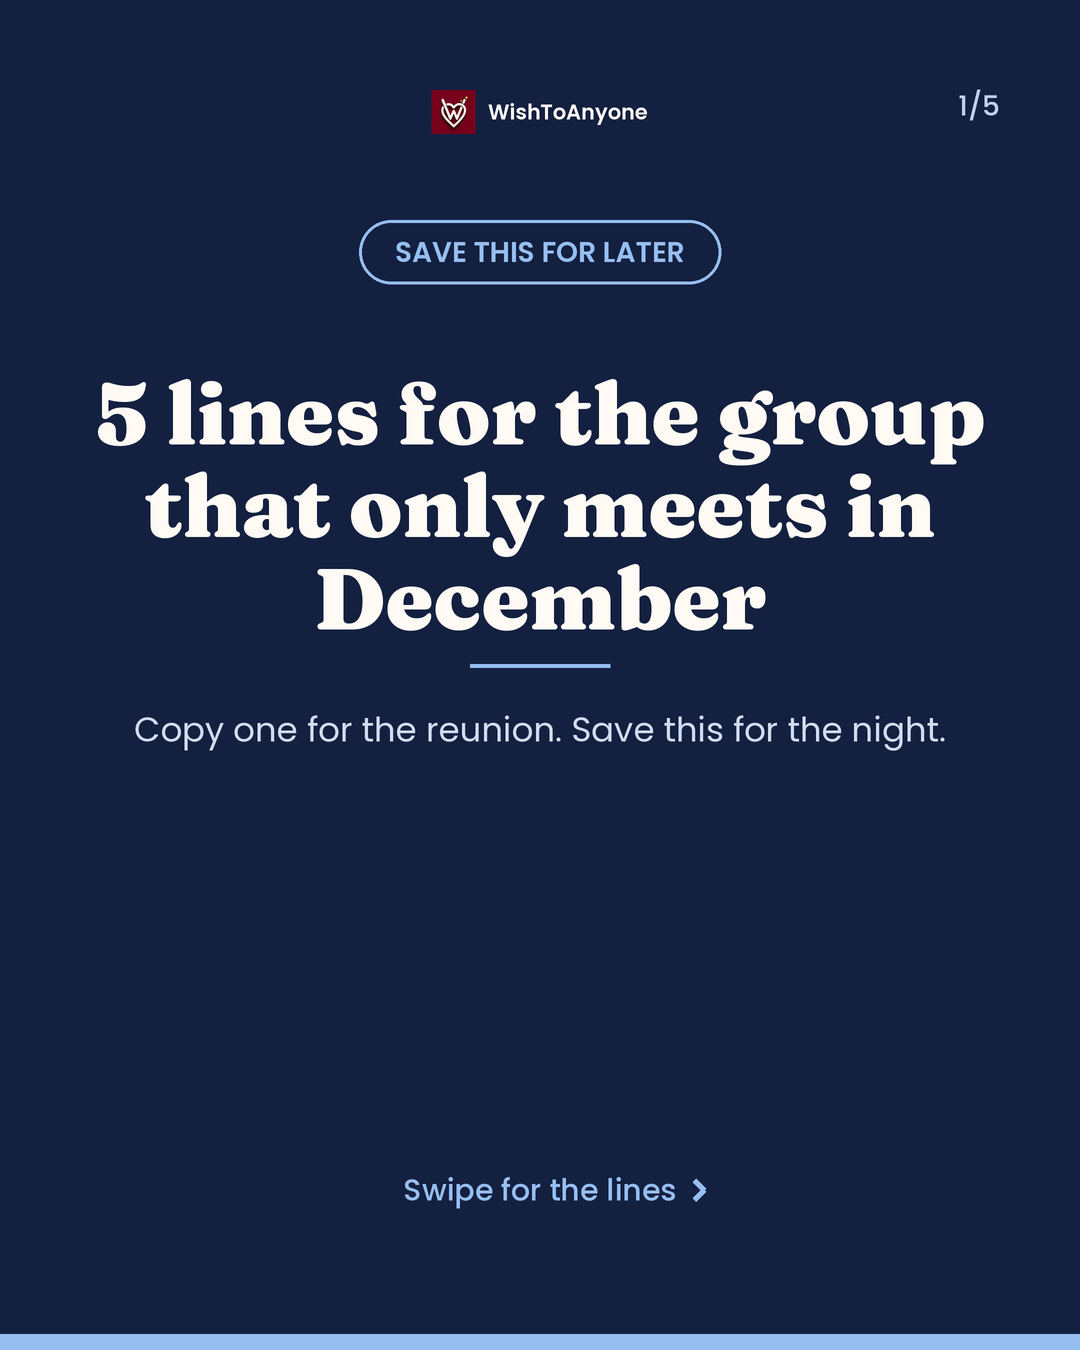 WishToAnyone
1/5
SAVE THIS FOR LATER
5 lines for the group
that only meets in
December
Copy one for the reunion. Save this for the night.
Swipe for the lines